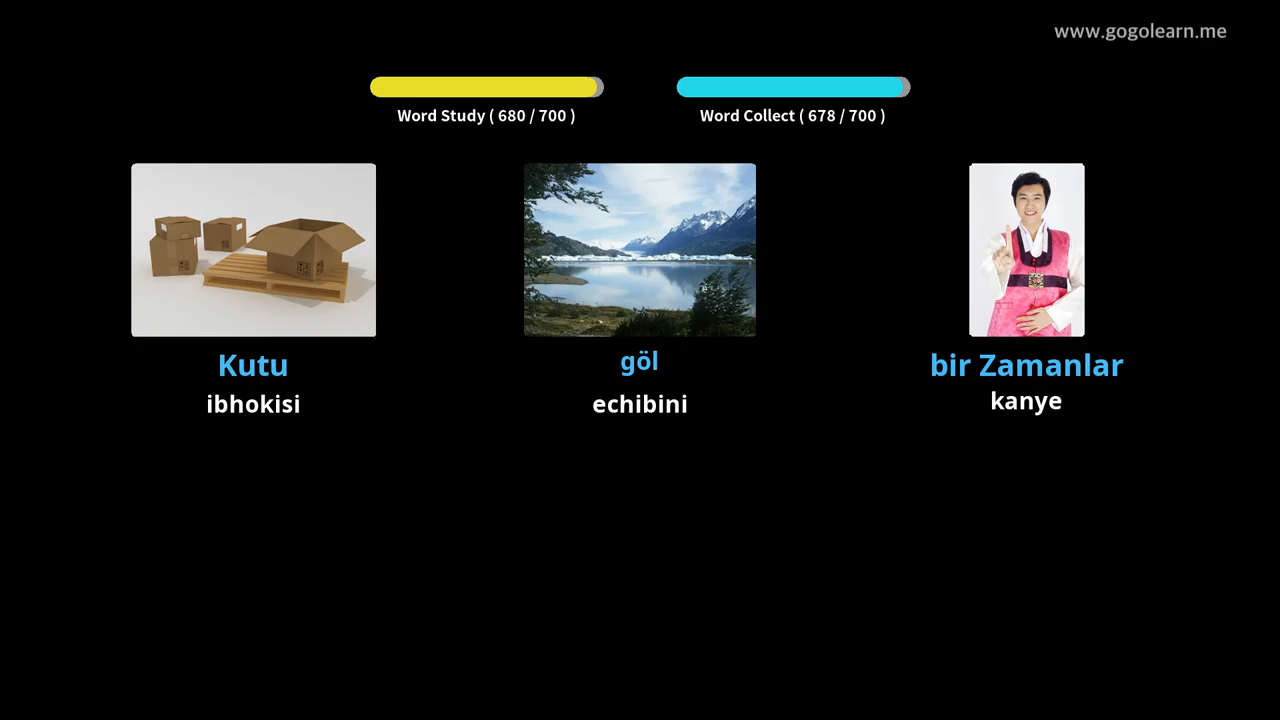 www.gogolearn.me
Word Study ( 680 / 700 )
Word Collect ( 678 / 700 )
Kutu
ibhokisi
göl
echibini
bir Zamanlar
kanye